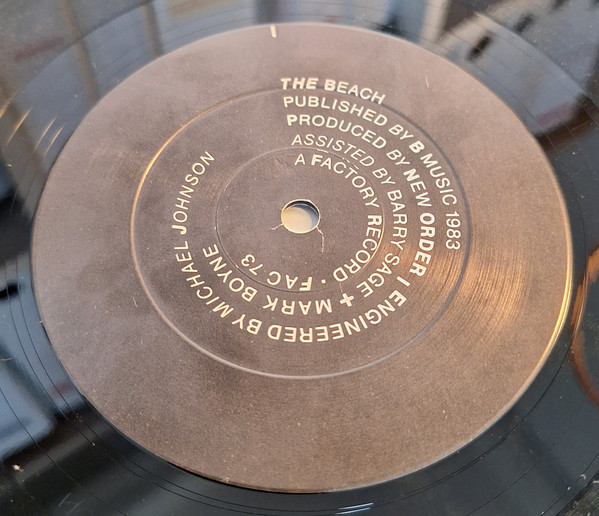 THE BEACH
PUBLISHED BY B MUSIC 1983
PRODUCED BY NEW ORDER / ENGINEERED BY MICHAEL JOHNSON
ASSISTED BY BARRY SAGE + MARK BOYNE
A FACTORY RECORD · FAC 73